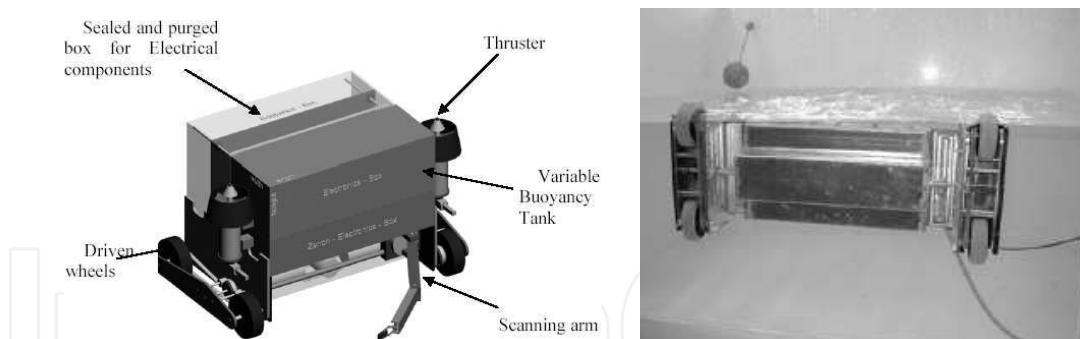 Sealed and purged
box for Electrical
components
Thruster
Electronics - Box
Variable
Buoyancy
Tank
Zenon - Electronics - Box
Driven
wheels
Scanning arm